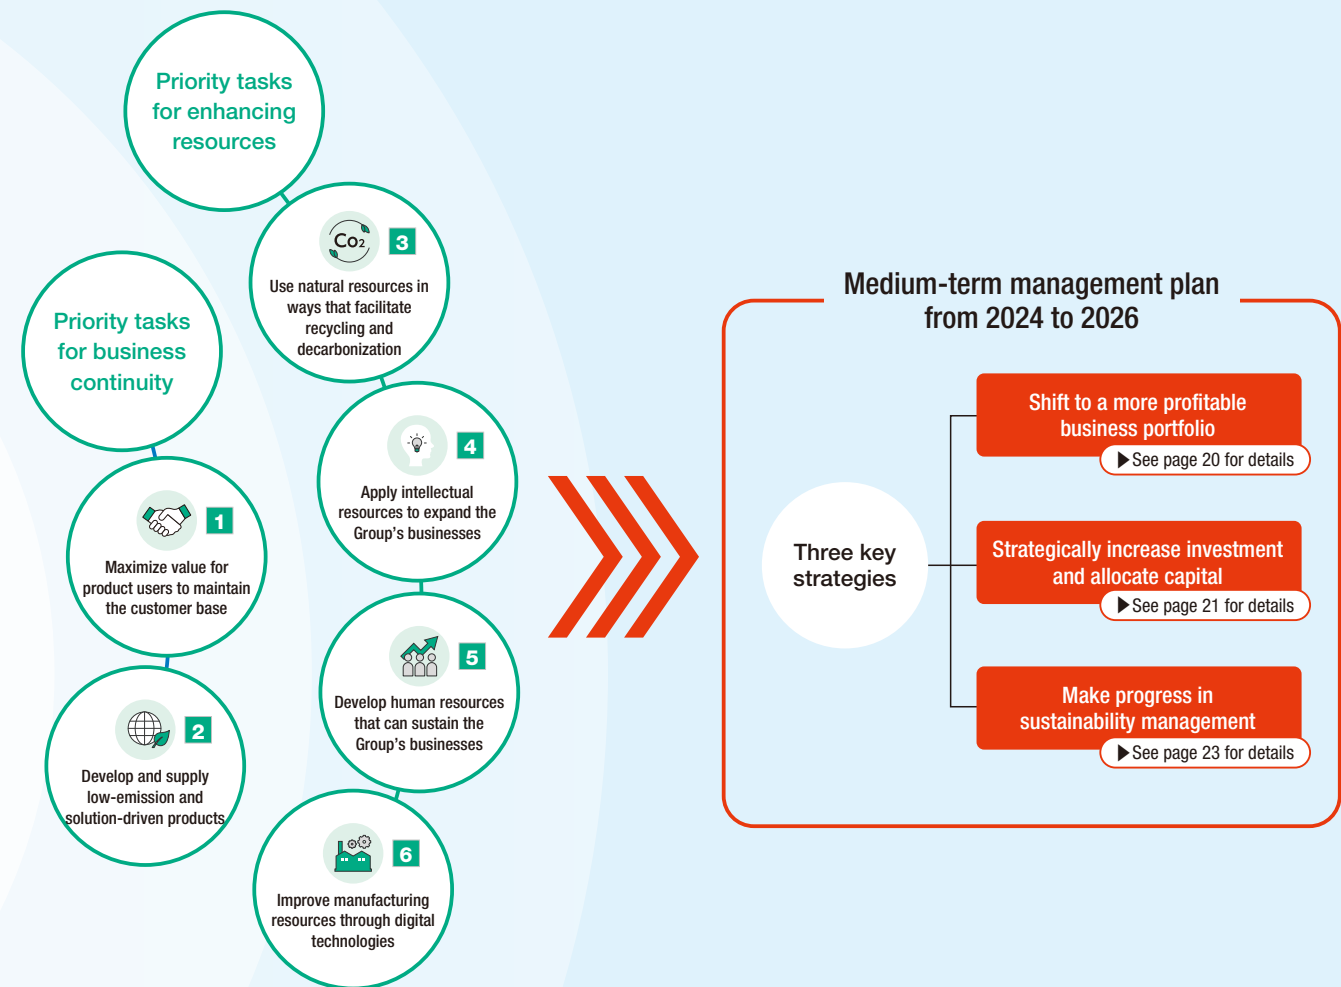 Priority tasks
for enhancing
resources
Priority tasks
for business
continuity
1
Maximize value for
product users to maintain
the customer base
2
Develop and supply
low-emission and
solution-driven products
Co2
3
Use natural resources in
ways that facilitate
recycling and
decarbonization
4
Apply intellectual
resources to expand the
Group's businesses
5
Develop human resources
that can sustain the
Group's businesses
6
Improve manufacturing
resources through digital
technologies
Medium-term management plan
from 2024 to 2026
Three key
strategies
Shift to a more profitable
business portfolio
▶See page 20 for details
Strategically increase investment
and allocate capital
▶See page 21 for details
Make progress in
sustainability management
▶See page 23 for details